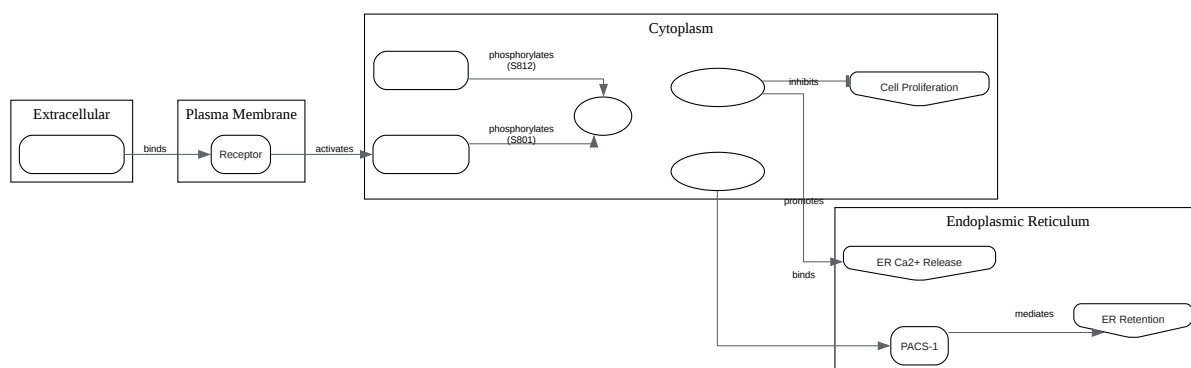 Cytoplasm
phosphorylates
(S812)
inhibits
Cell Proliferation
Extracellular
Plasma Membrane
phosphorylates
(S801)
binds
Receptor
activates
promotes
Endoplasmic Reticulum
ER Ca2+ Release
binds
mediates
ER Retention
PACS-1